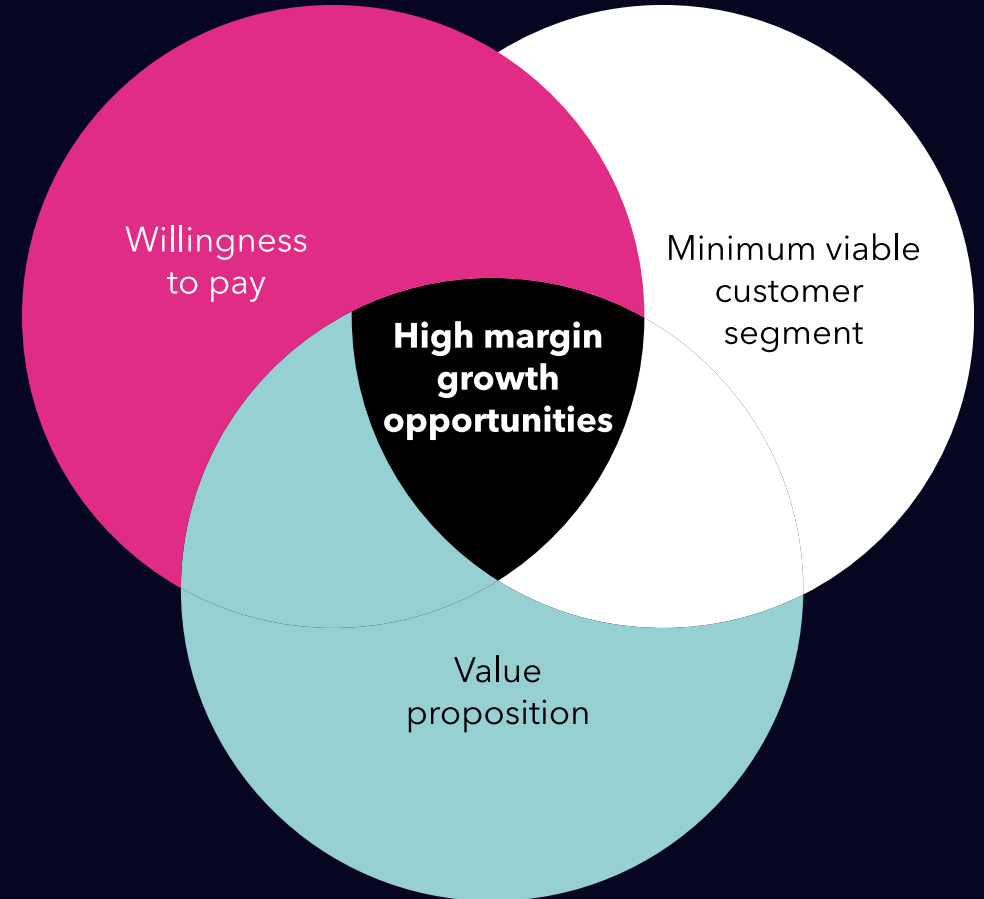 Willingness
to pay
Minimum viable
customer
segment
High margin
growth
opportunities
Value
proposition